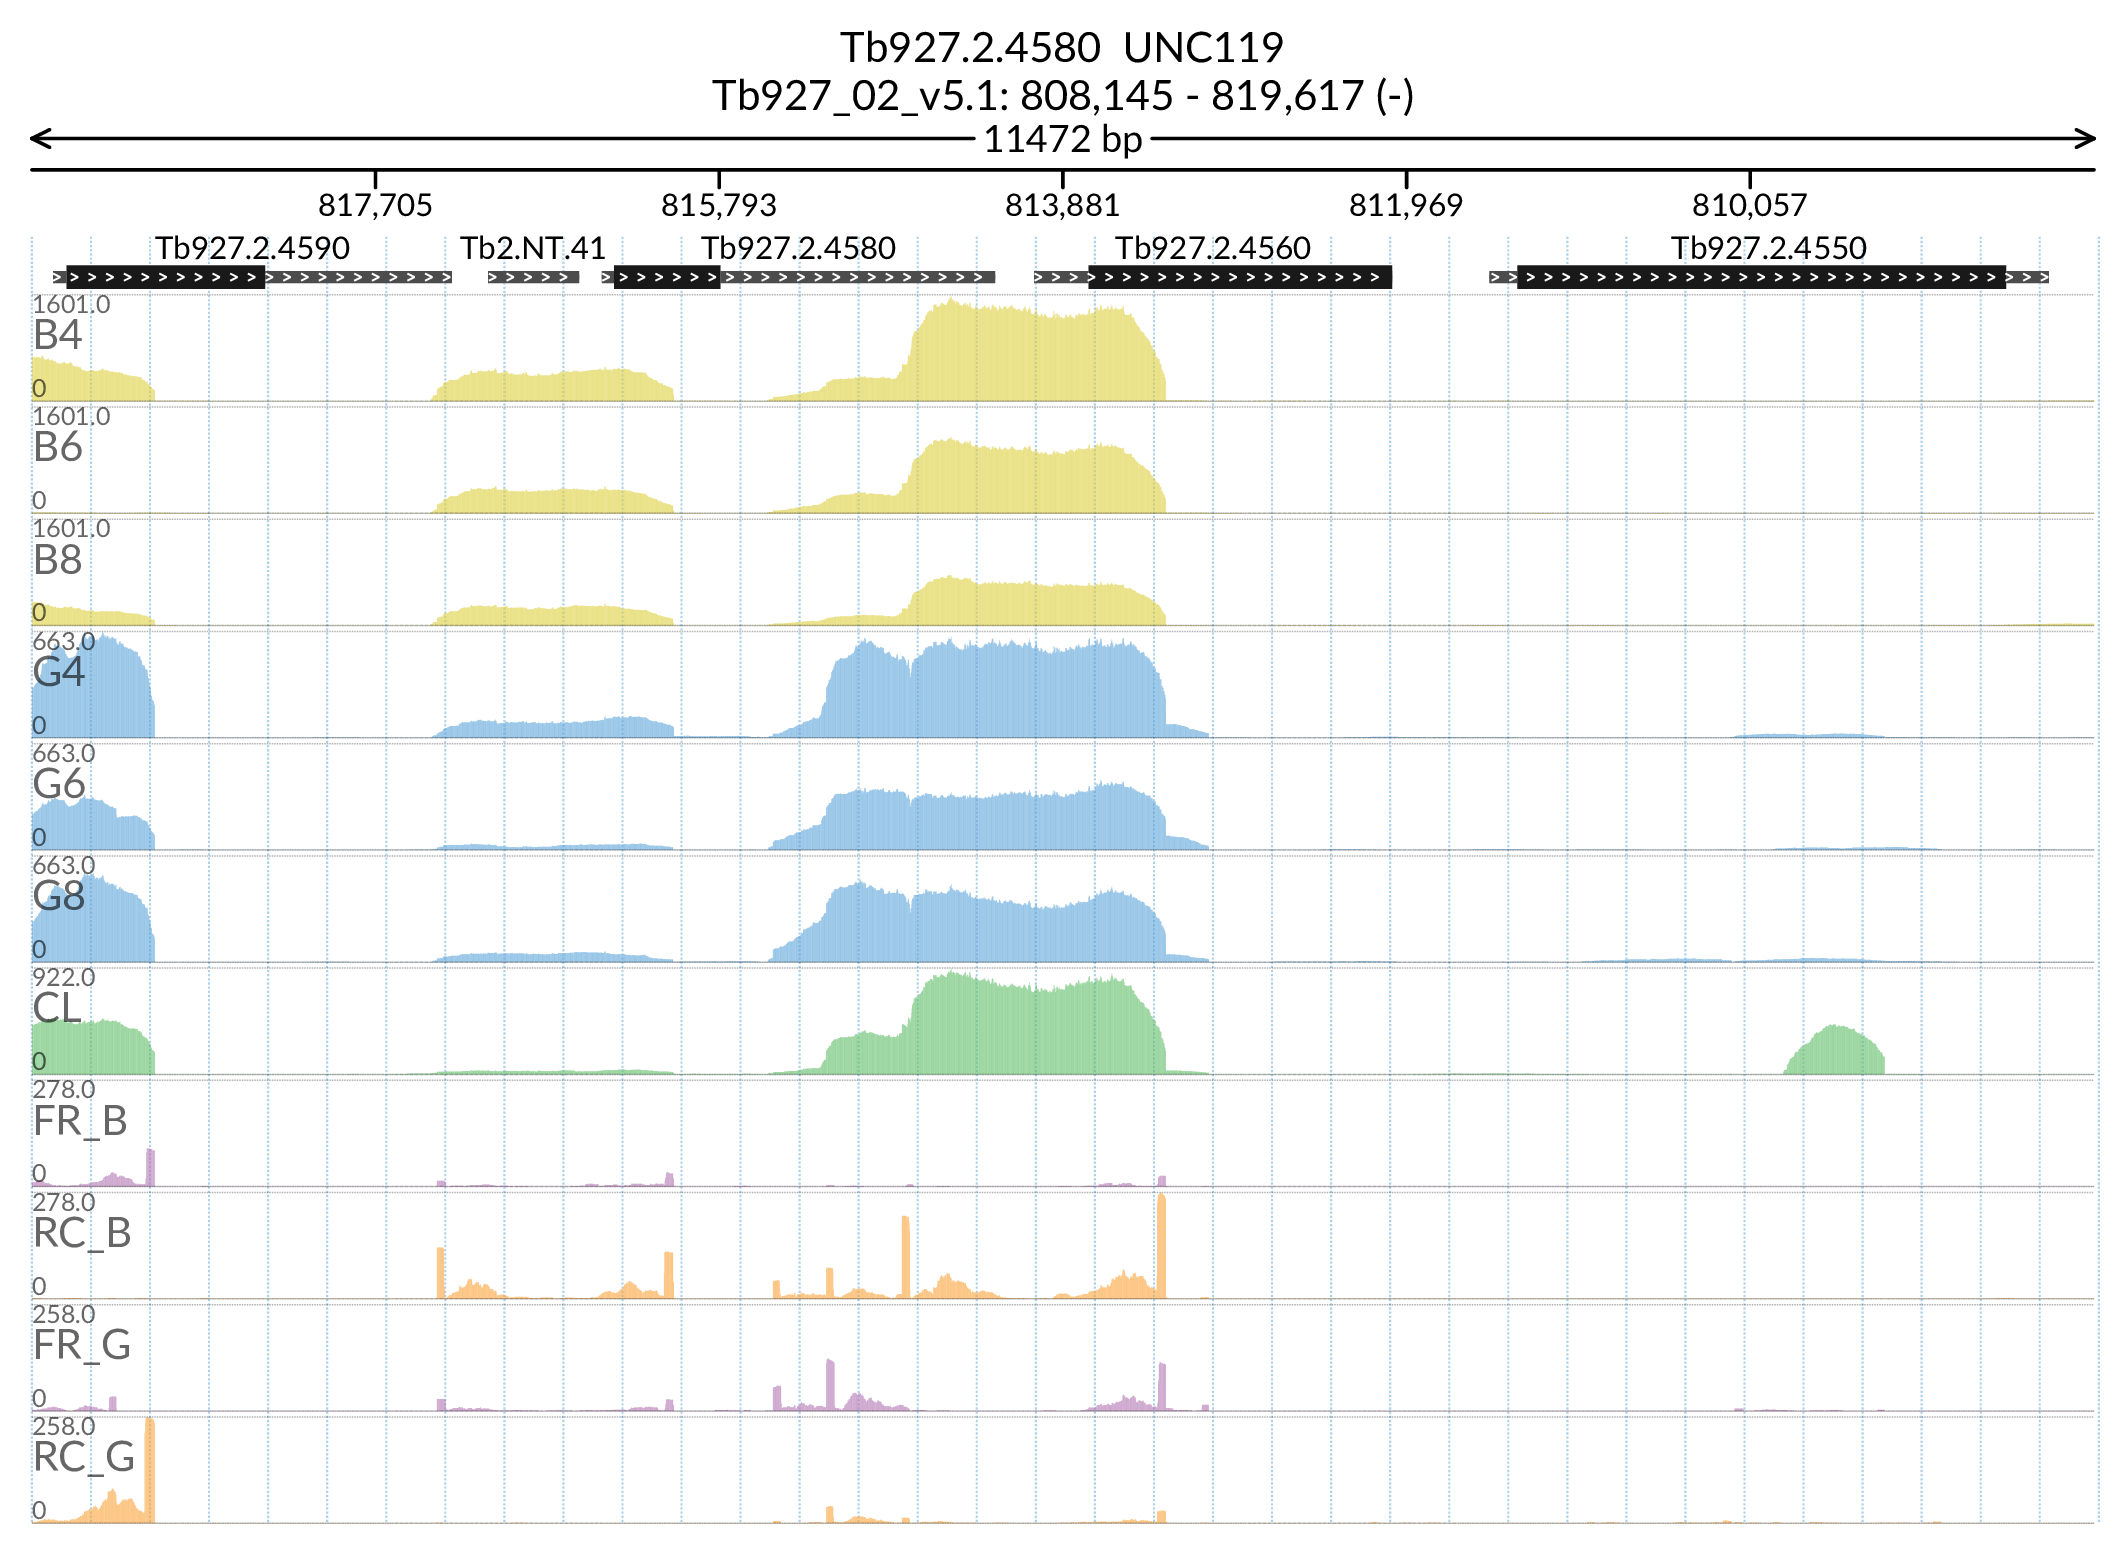 Tb927.2.4580 UNC119
Tb927_02_v5.1: 808,145 - 819,617 (-)
11472 bp
817,705 815,793 813,881 811,969 810,057
Tb927.2.4590 Tb2.NT.41 Tb927.2.4580 Tb927.2.4560 Tb927.2.4550
1601.0
B4
0
1601.0
B6
0
1601.0
B8
0
663.0
G4
0
663.0
G6
0
663.0
G8
0
922.0
CL
0
278.0
FR_B
0
278.0
RC_B
0
258.0
FR_G
0
258.0
RC_G
0